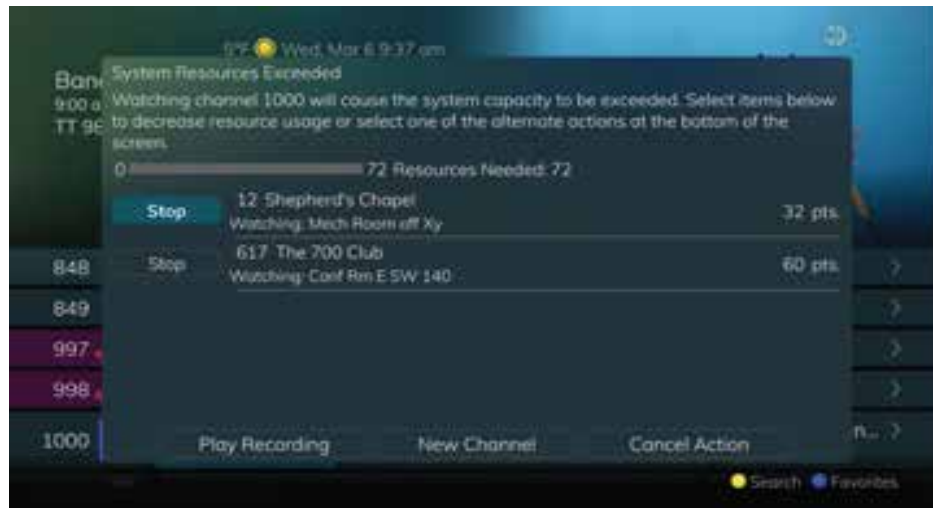 9°F Wed, Mar 6 9:37 am
System Resources Exceeded
Watching channel 1000 will cause the system capacity to be exceeded. Select items below
to decrease resource usage or select one of the alternate actions at the bottom of the
screen.
0 72 Resources Needed: 72
Stop 12 Shepherd's Chapel 32 pts.
Watching: Mech Room off Xy
Stop 617 The 700 Club 60 pts.
Watching: Conf Rm E SW 140
9:00 a
848
849
997
998
1000 n...
Play Recording New Channel Cancel Action
Search Favorites